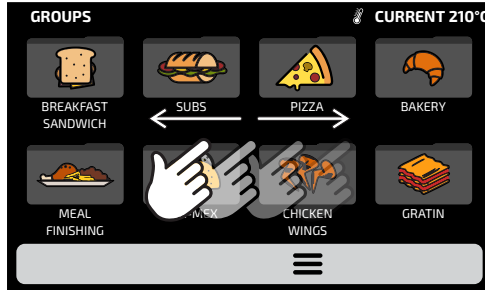 GROUPS
CURRENT 210°C
BREAKFAST
SANDWICH
SUBS
PIZZA
BAKERY
MEAL
FINISHING
-MEX
CHICKEN
WINGS
GRATIN